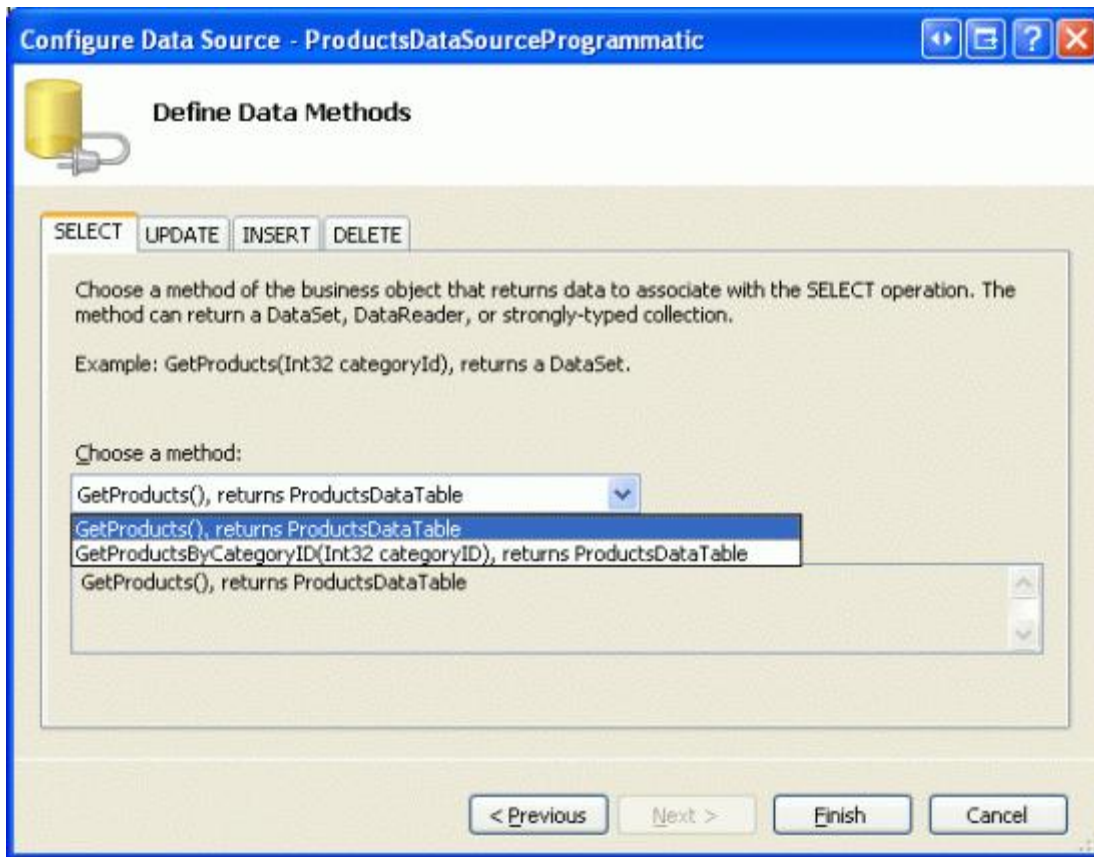 Configure Data Source - ProductsDataSourceProgrammatic
Define Data Methods
SELECT UPDATE INSERT DELETE
Choose a method of the business object that returns data to associate with the SELECT operation. The
method can return a DataSet, DataReader, or strongly-typed collection.
Example: GetProducts(Int32 categoryId), returns a DataSet.
Choose a method:
GetProducts(), returns ProductsDataTable
GetProducts(), returns ProductsDataTable
GetProductsByCategoryID(Int32 categoryID), returns ProductsDataTable
GetProducts(), returns ProductsDataTable
< Previous Next > Finish Cancel